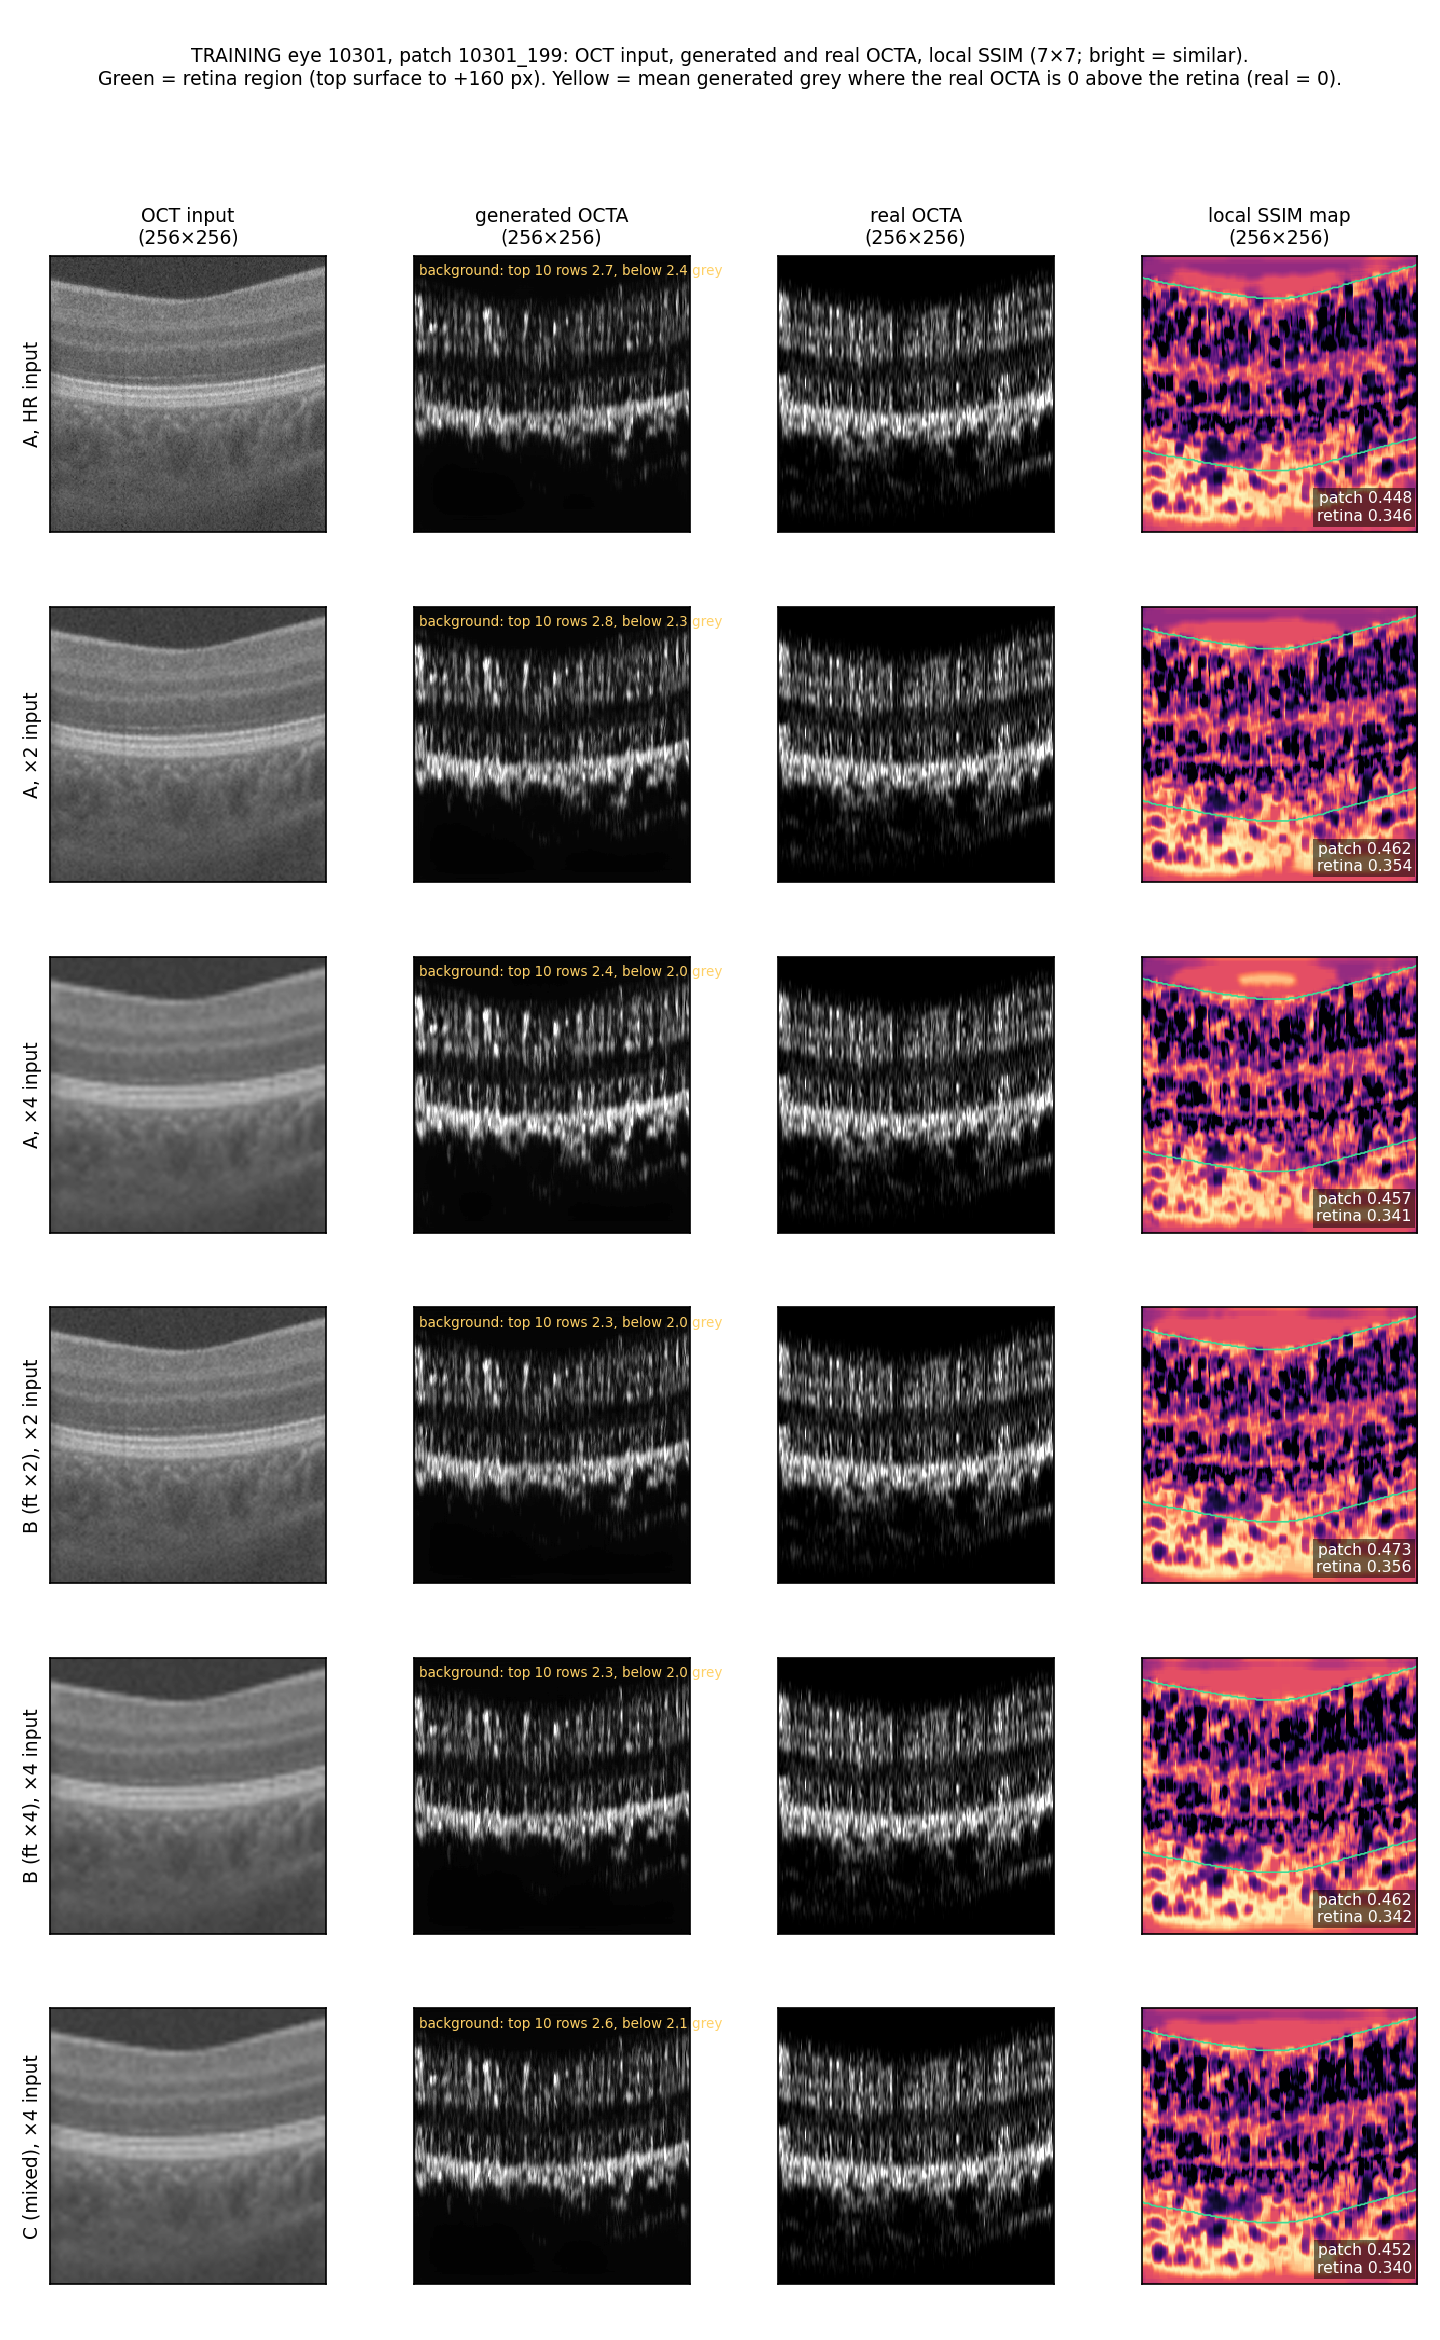 TRAINING eye 10301, patch 10301_199: OCT input, generated and real OCTA, local SSIM (7×7; bright = similar).
Green = retina region (top surface to +160 px). Yellow = mean generated grey where the real OCTA is 0 above the retina (real = 0).
OCT input
(256×256)
generated OCTA
(256×256)
real OCTA
(256×256)
local SSIM map
(256×256)
A, HR input
background: top 10 rows 2.7, below 2.4 grey
patch 0.448
retina 0.346
A, ×2 input
background: top 10 rows 2.8, below 2.3 grey
patch 0.462
retina 0.354
A, ×4 input
background: top 10 rows 2.4, below 2.0 grey
patch 0.457
retina 0.341
B (ft ×2), ×2 input
background: top 10 rows 2.3, below 2.0 grey
patch 0.473
retina 0.356
B (ft ×4), ×4 input
background: top 10 rows 2.3, below 2.0 grey
patch 0.462
retina 0.342
C (mixed), ×4 input
background: top 10 rows 2.6, below 2.1 grey
patch 0.452
retina 0.340